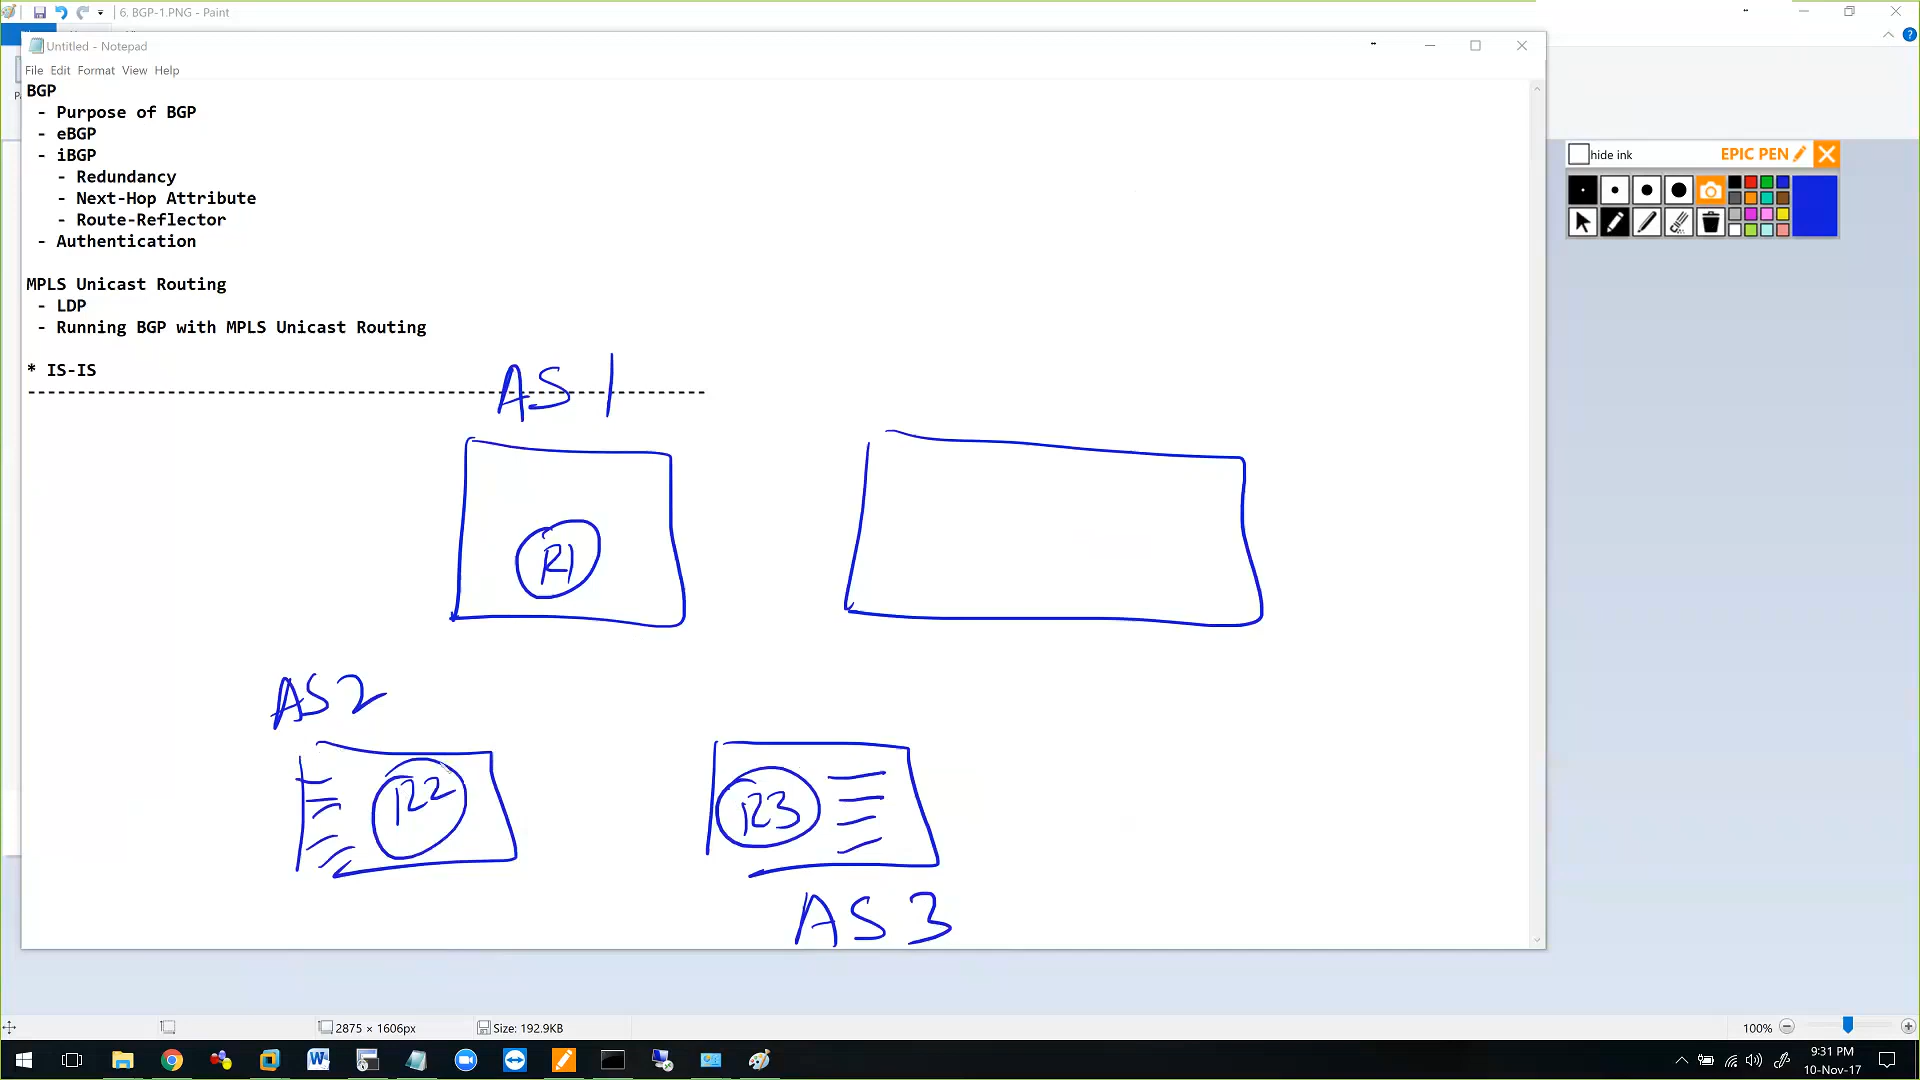 6. BGP-1.PNG - Paint
Untitled - Notepad
File Edit Format View Help
BGP
- Purpose of BGP
- eBGP
- iBGP
- Redundancy
- Next-Hop Attribute
- Route-Reflector
- Authentication
MPLS Unicast Routing
- LDP
- Running BGP with MPLS Unicast Routing
* IS-IS
-------------------------------------------------------------------
hide ink EPIC PEN
AS 1
R1
AS2
R2
R3
AS 3
2875 × 1606px
Size: 192.9KB
100%
9:31 PM
10-Nov-17